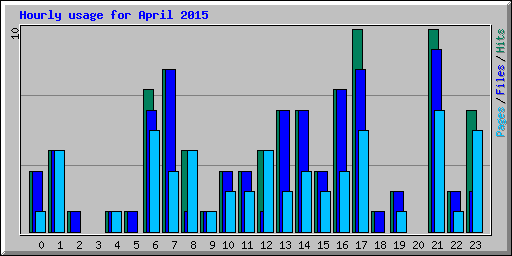 Hourly usage for April 2015
10
Pages / Files / Hits
0 1 2 3 4 5 6 7 8 9 10 11 12 13 14 15 16 17 18 19 20 21 22 23